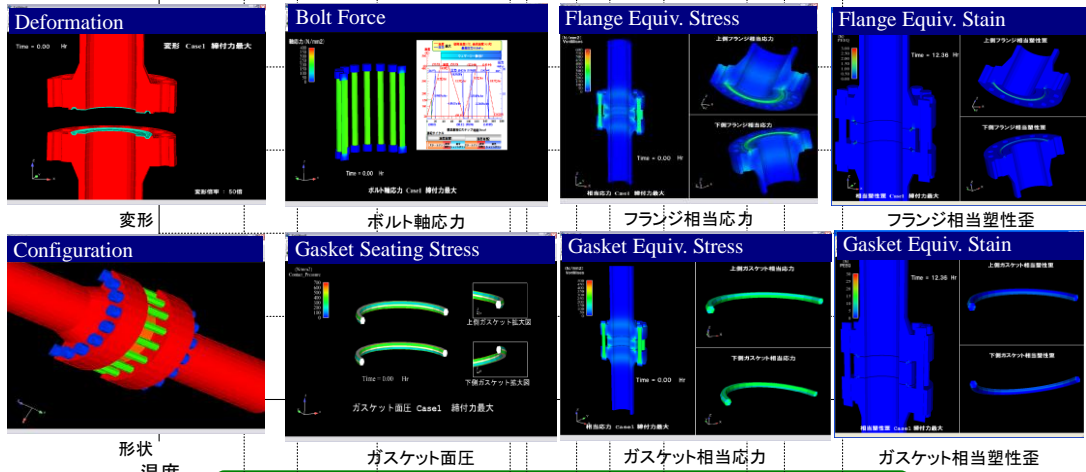 Deformation
Time = 0.00 Hr
変形 Case1 締付力最大
変形倍率 : 50倍
変形
Bolt Force
軸応力(N/mm2)
Time = 0.00 Hr
ボルト軸応力 Case1 締付力最大
ボルト軸応力
Flange Equiv. Stress
上側フランジ相当応力
下側フランジ相当応力
Time = 0.00 Hr
相当応力 Case1 締付力最大
フランジ相当応力
Flange Equiv. Stain
上側フランジ相当塑性歪
Time = 12.36 Hr
下側フランジ相当塑性歪
相当塑性歪 Case1 締付力最大
フランジ相当塑性歪
Configuration
形状
温度
Gasket Seating Stress
(N/mm2)
Contact Pressure
上側ガスケット拡大図
下側ガスケット拡大図
Time = 0.00 Hr
ガスケット面圧 Case1 締付力最大
ガスケット面圧
Gasket Equiv. Stress
上側ガスケット相当応力
下側ガスケット相当応力
Time = 0.00 Hr
相当応力 Case1 締付力最大
ガスケット相当応力
Gasket Equiv. Stain
上側ガスケット相当塑性歪
Time = 12.36 Hr
下側ガスケット相当塑性歪
相当塑性歪 Case1 締付力最大
ガスケット相当塑性歪